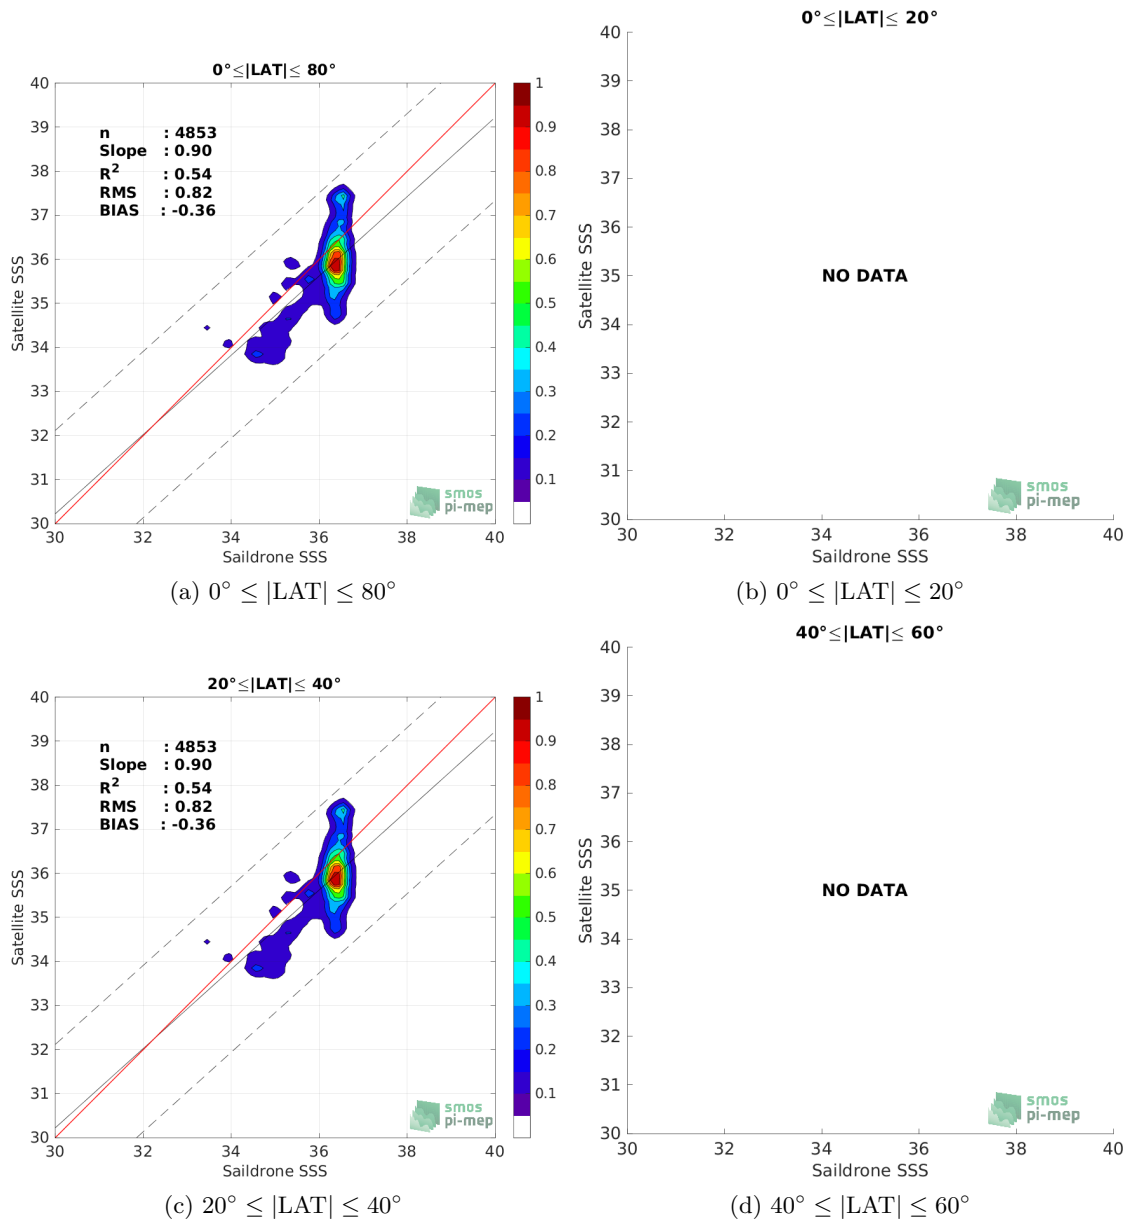 0°≤|LAT|≤ 80°
40
39
38
37
36
35
34
33
32
31
30
Satellite SSS
n : 4853
Slope : 0.90
R² : 0.54
RMS : 0.82
BIAS : -0.36
1
0.9
0.8
0.7
0.6
0.5
0.4
0.3
0.2
0.1
smos
pi-mep
30 32 34 36 38 40
Saildrone SSS
(a) 0° ≤ |LAT| ≤ 80°
0°≤|LAT|≤ 20°
40
39
38
37
36
35
34
33
32
31
30
Satellite SSS
NO DATA
smos
pi-mep
30 32 34 36 38 40
Saildrone SSS
(b) 0° ≤ |LAT| ≤ 20°
20°≤|LAT|≤ 40°
40
39
38
37
36
35
34
33
32
31
30
Satellite SSS
n : 4853
Slope : 0.90
R² : 0.54
RMS : 0.82
BIAS : -0.36
1
0.9
0.8
0.7
0.6
0.5
0.4
0.3
0.2
0.1
smos
pi-mep
30 32 34 36 38 40
Saildrone SSS
(c) 20° ≤ |LAT| ≤ 40°
40°≤|LAT|≤ 60°
40
39
38
37
36
35
34
33
32
31
30
Satellite SSS
NO DATA
smos
pi-mep
30 32 34 36 38 40
Saildrone SSS
(d) 40° ≤ |LAT| ≤ 60°